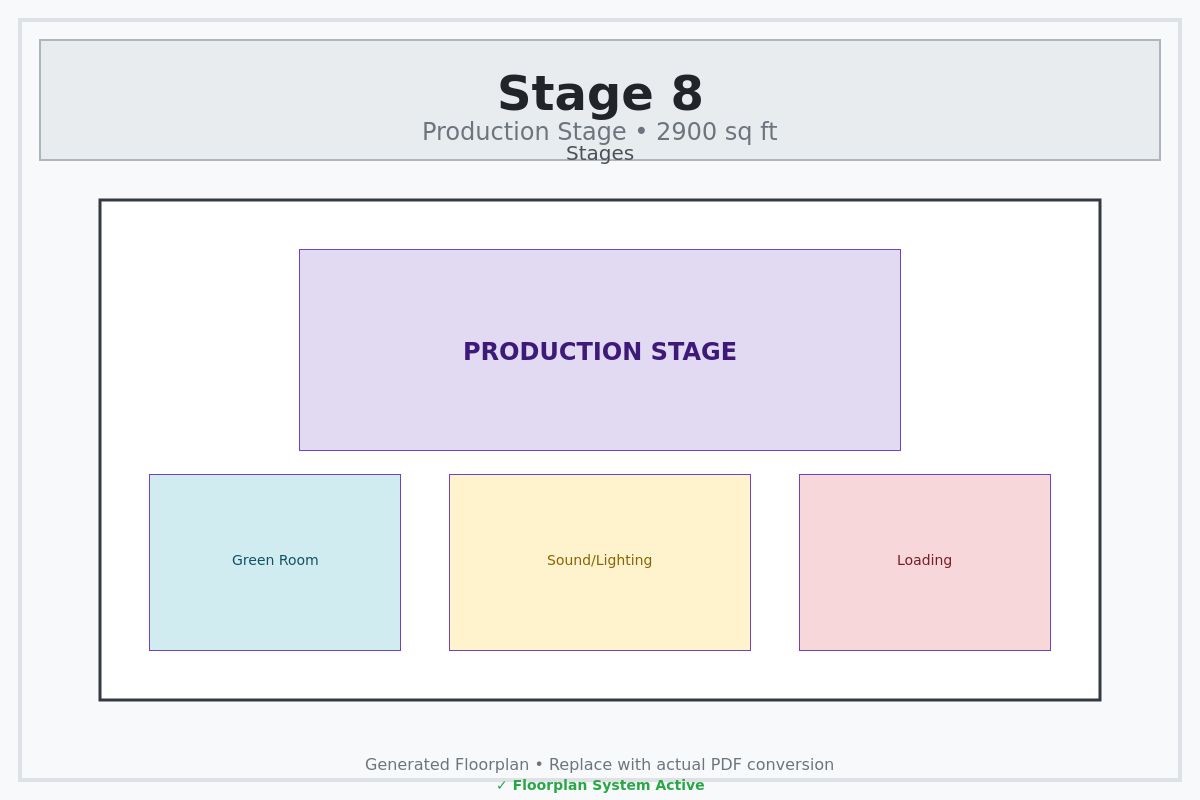 Stage 8
Production Stage • 2900 sq ft
Stages
PRODUCTION STAGE
Green Room
Sound/Lighting
Loading
Generated Floorplan • Replace with actual PDF conversion
✓ Floorplan System Active